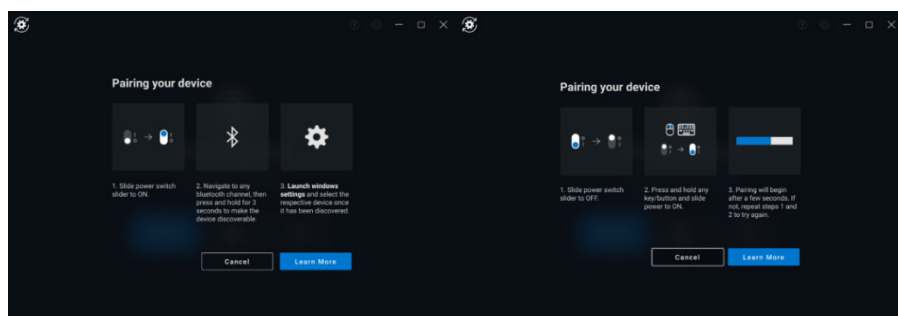 Pairing your device
1. Slide power switch
slider to ON.
2. Navigate to any
bluetooth channel, then
press and hold for 3
seconds to make the
device discoverable.
3. Launch windows
settings and select the
respective device once
it has been discovered.
Cancel
Learn More
Pairing your device
1. Slide power switch
slider to OFF.
2. Press and hold any
key/button and slide
power to ON.
3. Pairing will begin
after a few seconds. If
not, repeat steps 1 and
2 to try again.
Cancel
Learn More